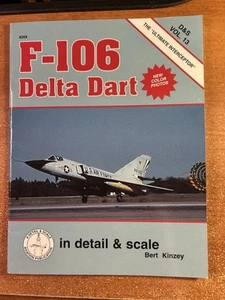 D&S
VOL. 13
THE "ULTIMATE INTERCEPTOR"
F-106
Delta Dart
NEW
COLOR
PHOTOS
in detail & scale
Bert Kinzey